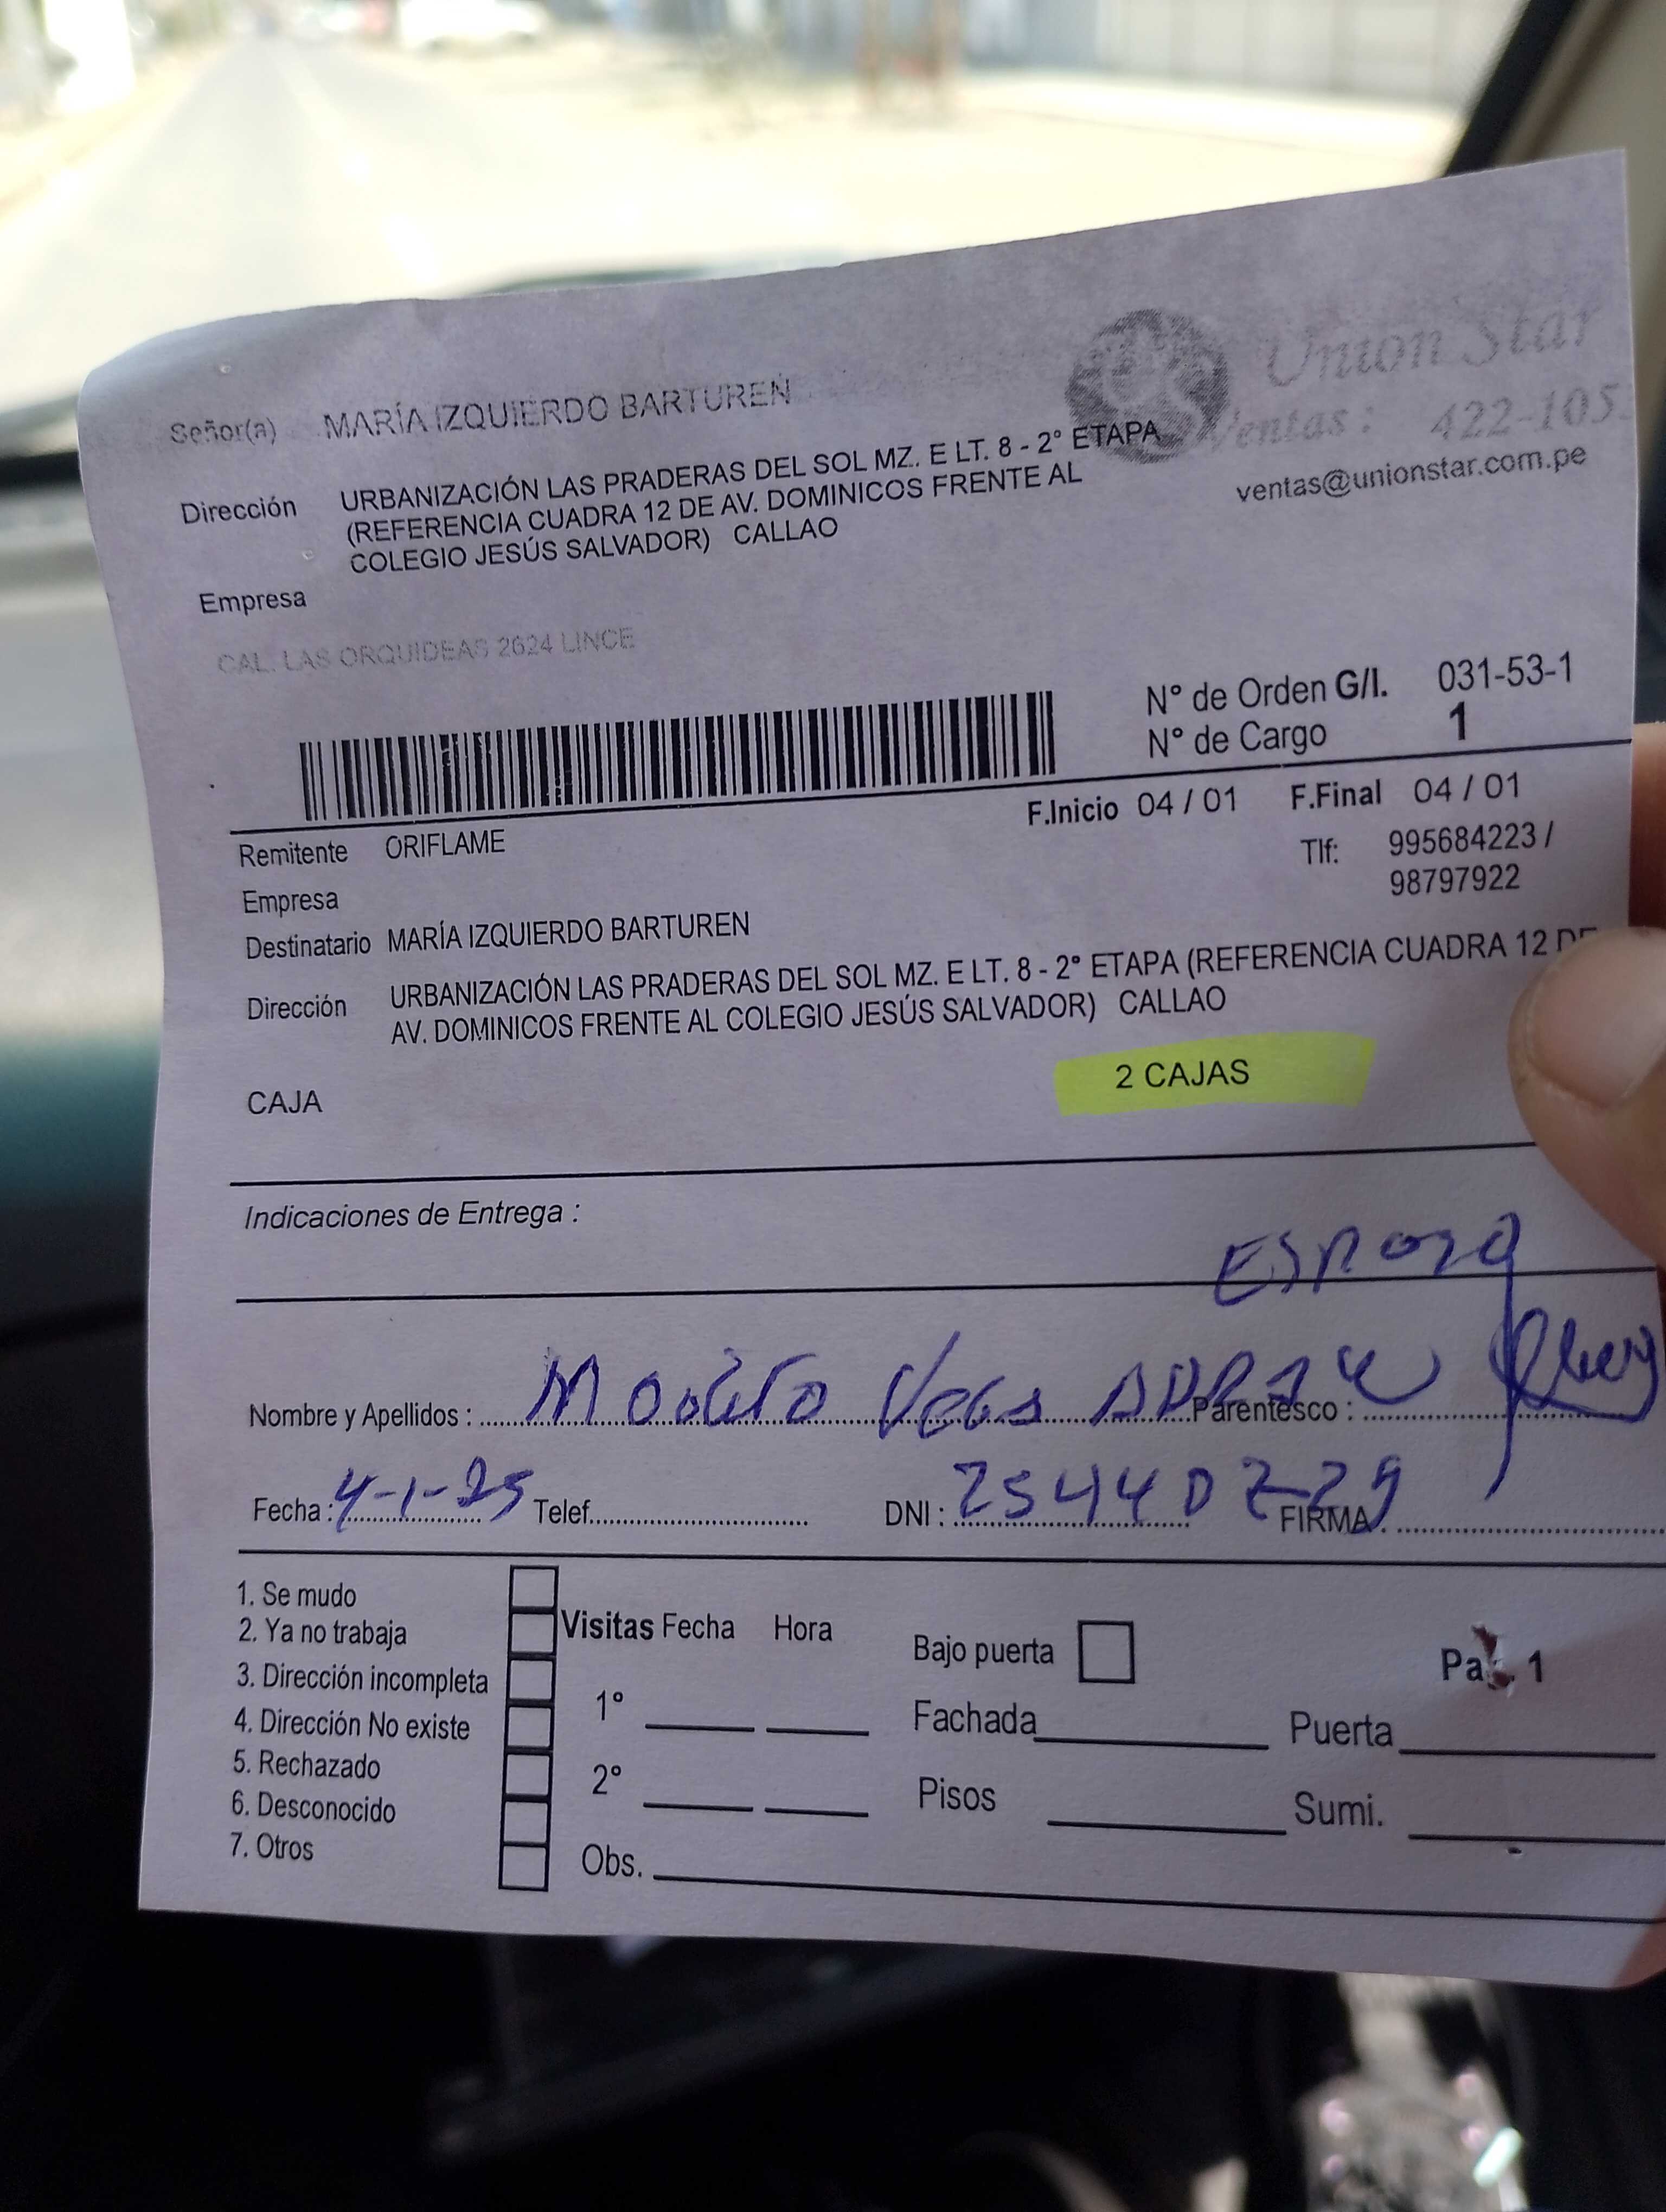 Señor(a) MARÍA IZQUIERDO BARTUREN
Union Star
Ventas: 422-105
ventas@unionstar.com.pe
Dirección URBANIZACIÓN LAS PRADERAS DEL SOL MZ. E LT. 8 - 2° ETAPA
(REFERENCIA CUADRA 12 DE AV. DOMINICOS FRENTE AL
COLEGIO JESÚS SALVADOR) CALLAO
Empresa
CAL. LAS ORQUIDEAS 2624 LINCE
N° de Orden G/I. 031-53-1
N° de Cargo 1
F.Inicio 04 / 01 F.Final 04 / 01
Remitente ORIFLAME
Tlf: 995684223 /
98797922
Empresa
Destinatario MARÍA IZQUIERDO BARTUREN
Dirección URBANIZACIÓN LAS PRADERAS DEL SOL MZ. E LT. 8 - 2° ETAPA (REFERENCIA CUADRA 12 DE
AV. DOMINICOS FRENTE AL COLEGIO JESÚS SALVADOR) CALLAO
CAJA 2 CAJAS
Indicaciones de Entrega :
Nombre y Apellidos : Vega Parentesco :
Fecha : 4-1-25 Telef. DNI : FIRMA :
1. Se mudo
2. Ya no trabaja
3. Dirección incompleta
4. Dirección No existe
5. Rechazado
6. Desconocido
7. Otros
Visitas Fecha Hora
1°
2°
Obs.
Bajo puerta
Fachada
Pisos
1
Puerta
Sumi.